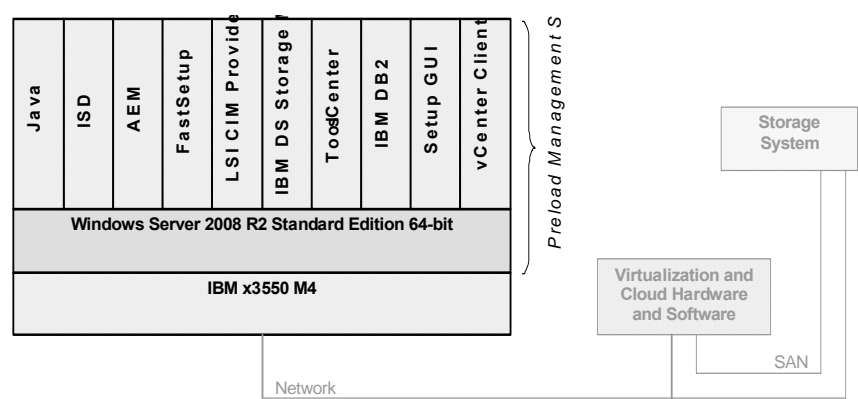 Java
ISD
AEM
FastSetup
LSI CIM Provide
IBM DS Storage
IBM DB2
Setup GUI
vCenter Client
Preload Management S
Windows Server 2008 R2 Standard Edition 64-bit
IBM x3550 M4
Storage
System
Virtualization and
Cloud Hardware
and Software
SAN
Network